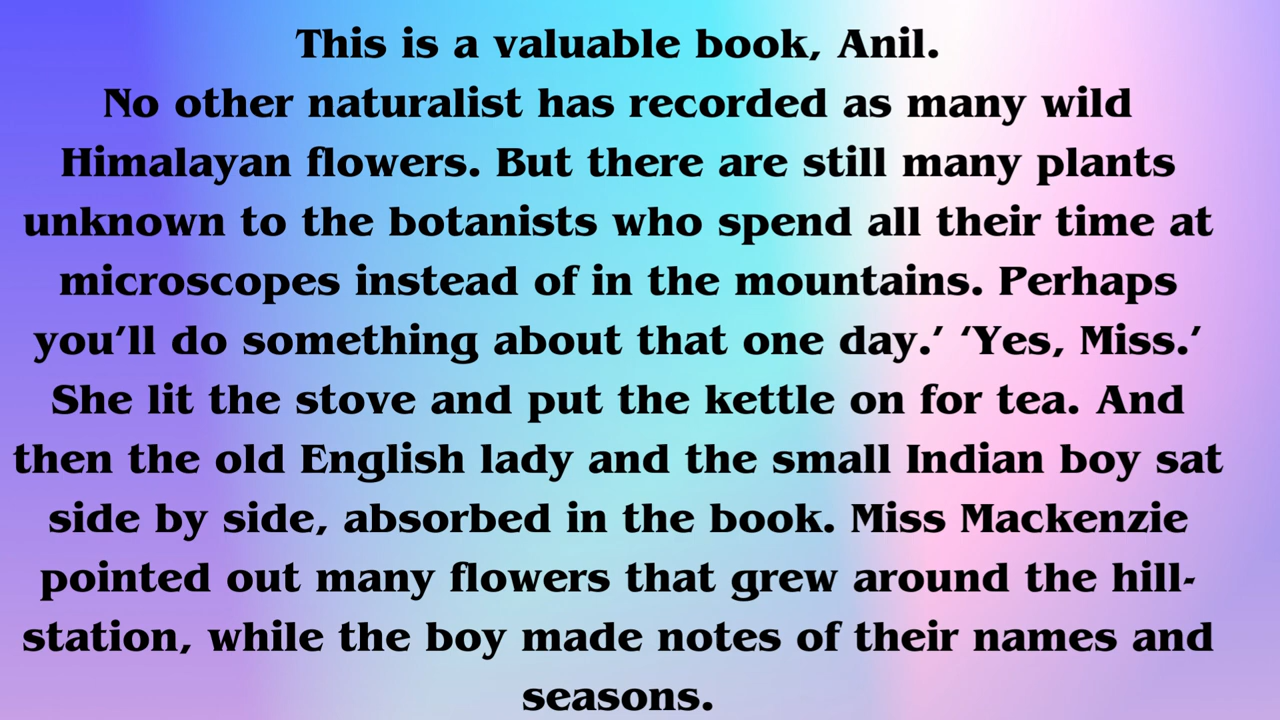 This is a valuable book, Anil.
No other naturalist has recorded as many wild
Himalayan flowers. But there are still many plants
unknown to the botanists who spend all their time at
microscopes instead of in the mountains. Perhaps
you’ll do something about that one day.’ ‘Yes, Miss.’
She lit the stove and put the kettle on for tea. And
then the old English lady and the small Indian boy sat
side by side, absorbed in the book. Miss Mackenzie
pointed out many flowers that grew around the hill-
station, while the boy made notes of their names and
seasons.